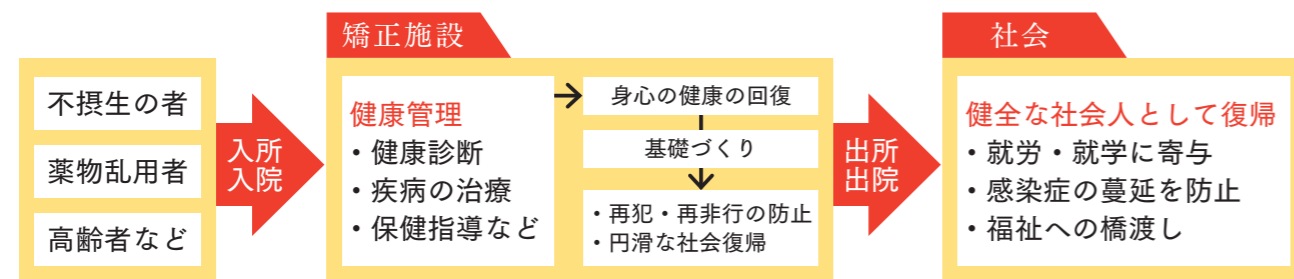 不摂生の者
薬物乱用者
高齢者など
入所
入院
矯正施設
健康管理
・健康診断
・疾病の治療
・保健指導など
身心の健康の回復
基礎づくり
・再犯・再非行の防止
・円滑な社会復帰
出所
出院
社会
健全な社会人として復帰
・就労・就学に寄与
・感染症の蔓延を防止
・福祉への橋渡し